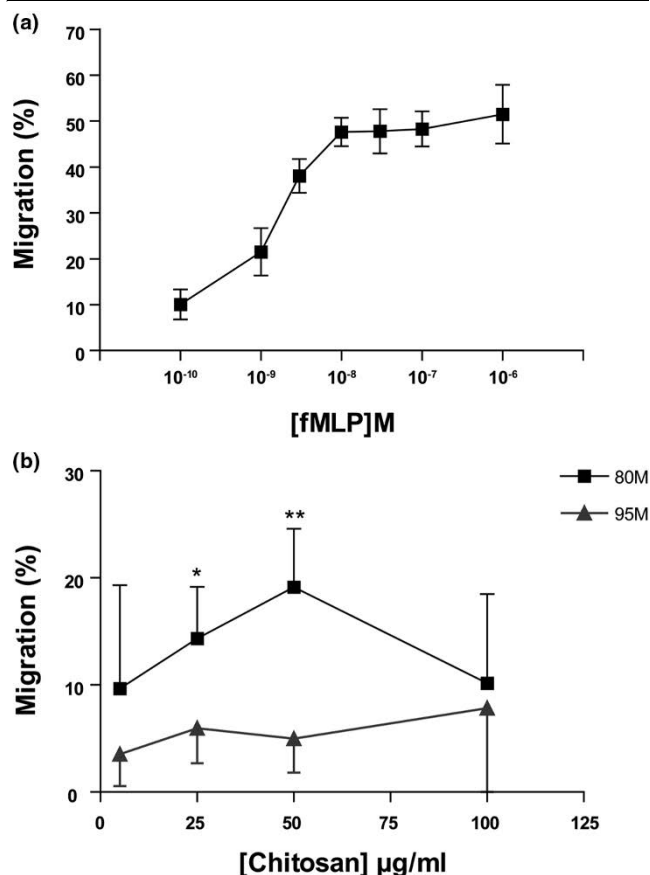 (a)
70
60
50
40
30
20
10
0
Migration (%)
10⁻¹⁰ 10⁻⁹ 10⁻⁸ 10⁻⁷ 10⁻⁶
[fMLP]M
(b)
30
20
10
0
Migration (%)
* **
80M
95M
0 25 50 75 100 125
[Chitosan] µg/ml